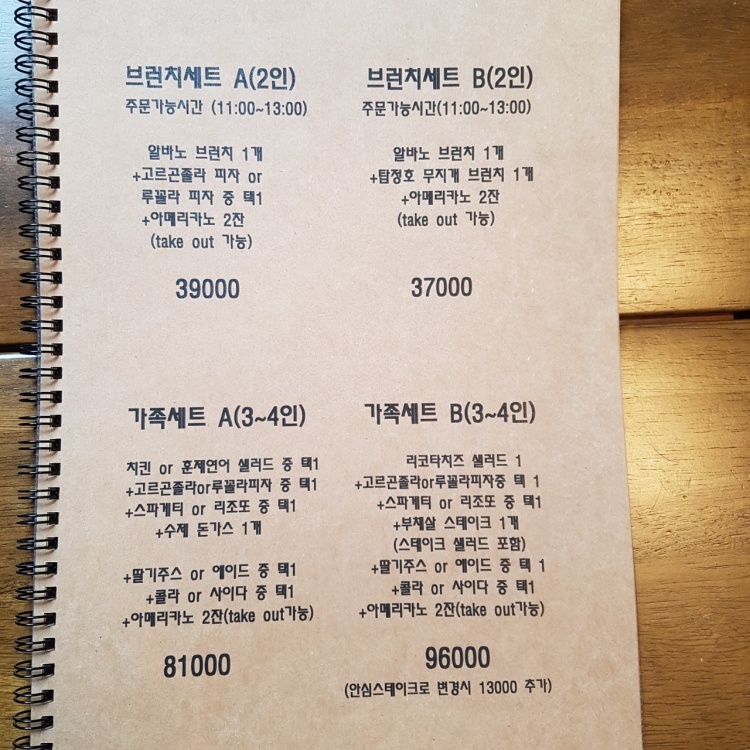 브런치세트 A(2인)
주문가능시간 (11:00~13:00)
알바노 브런치 1개
+고르곤졸라 피자 or
루꼴라 피자 중 택1
+아메리카노 2잔
(take out 가능)
39000
브런치세트 B(2인)
주문가능시간(11:00~13:00)
알바노 브런치 1개
+탑정호 무지개 브런치 1개
+아메리카노 2잔
(take out 가능)
37000
가족세트 A(3~4인)
치킨 or 훈제연어 샐러드 중 택1
+고르곤졸라or루꼴라피자 중 택1
+스파게티 or 리조또 중 택1
+수제 돈가스 1개
+딸기주스 or 에이드 중 택1
+콜라 or 사이다 중 택1
+아메리카노 2잔(take out가능)
81000
가족세트 B(3~4인)
리코타치즈 샐러드 1
+고르곤졸라or루꼴라피자중 택 1
+스파게티 or 리조또 중 택1
+부채살 스테이크 1개
(스테이크 샐러드 포함)
+딸기주스 or 에이드 중 택 1
+콜라 or 사이다 중 택1
+아메리카노 2잔(take out가능)
96000
(안심스테이크로 변경시 13000 추가)